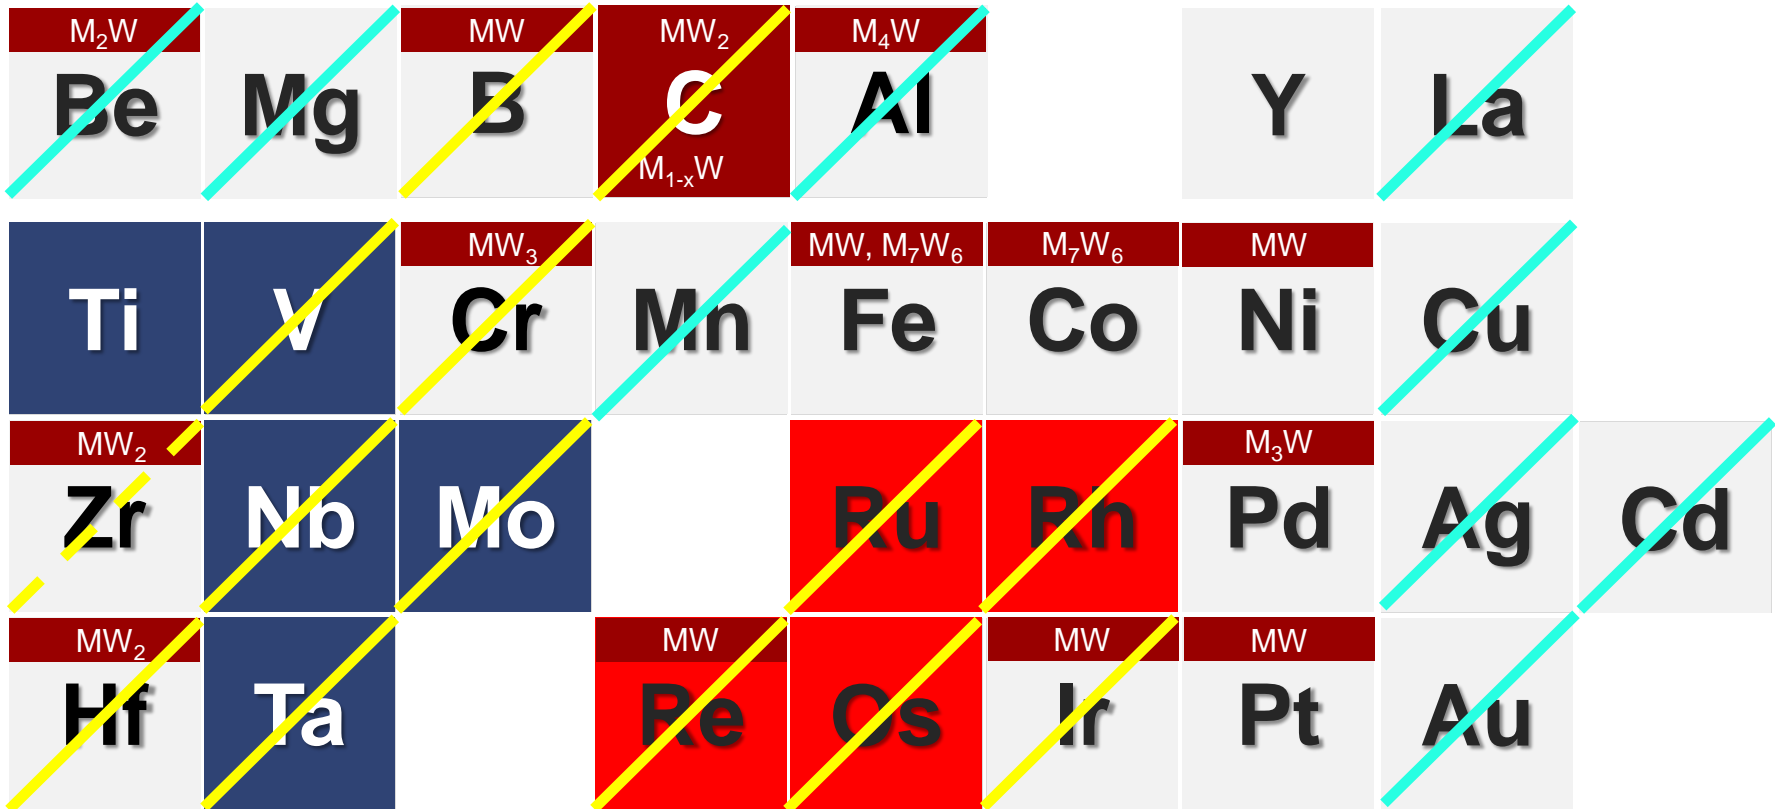 M₂W MW MW₂ M₄W
Be Mg B C Al Y La
M₁₋ₓW
MW₃ MW, M₇W₆ M₇W₆ MW
Ti V Cr Mn Fe Co Ni Cu
MW₂ M₃W
Zr Nb Mo Ru Rh Pd Ag Cd
MW₂ MW MW MW
Hf Ta Re Os Ir Pt Au